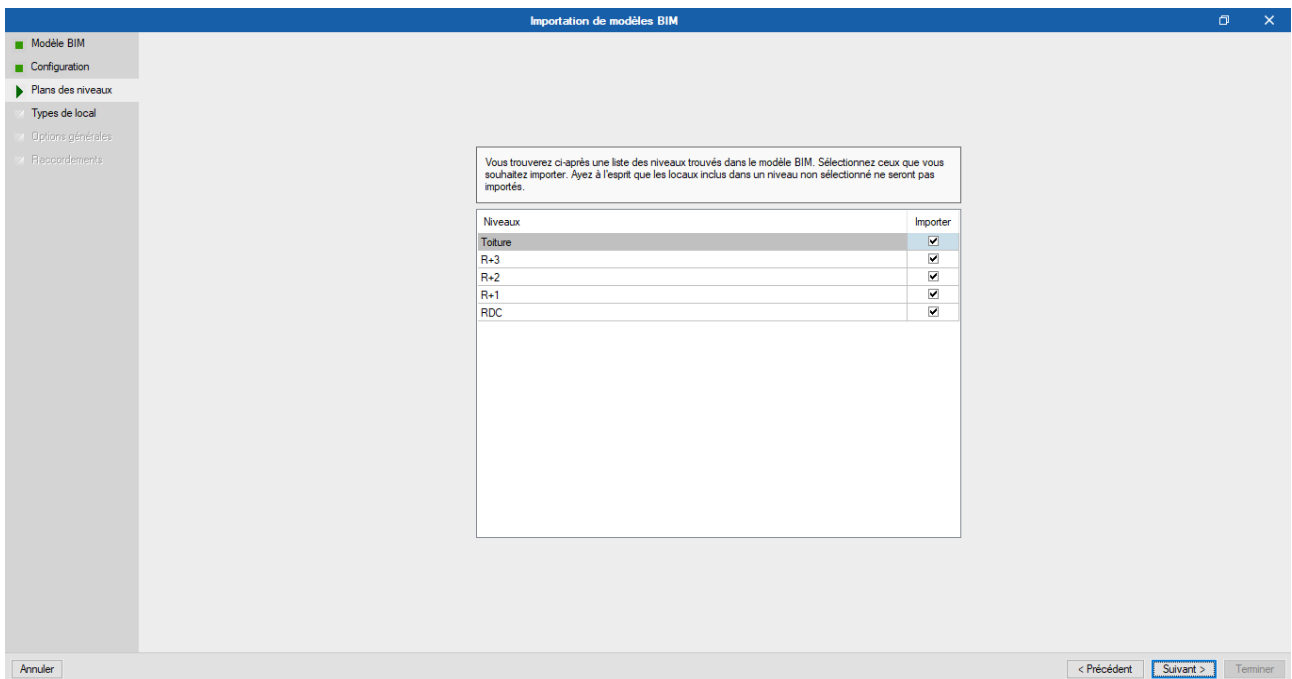 Importation de modèles BIM
Modèle BIM
Configuration
Plans des niveaux
Types de local
Options générales
Raccordements
Vous trouverez ci-après une liste des niveaux trouvés dans le modèle BIM. Sélectionnez ceux que vous
souhaitez importer. Ayez à l'esprit que les locaux inclus dans un niveau non sélectionné ne seront pas
importés.
Niveaux Importer
Toiture
R+3
R+2
R+1
RDC
Annuler < Précédent Suivant > Terminer